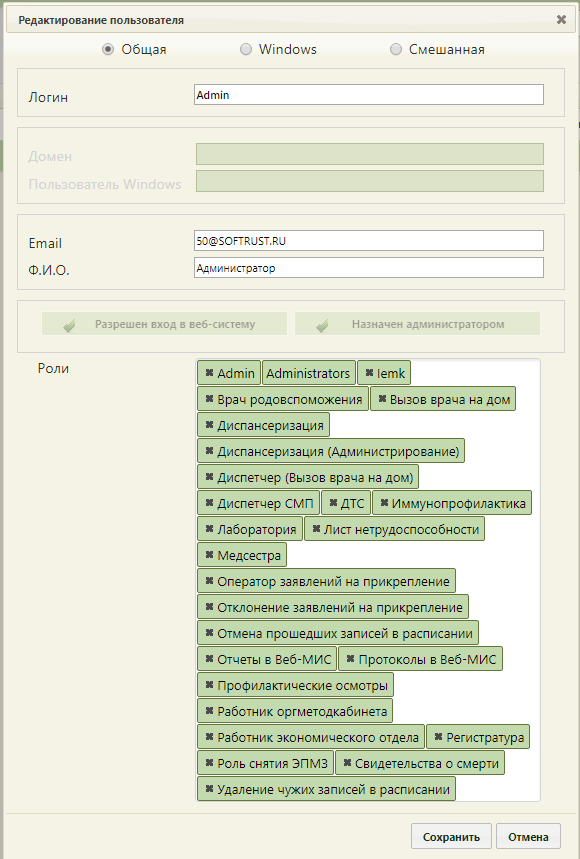 Редактирование пользователя
Общая Windows Смешанная
Логин Admin
Домен
Пользователь Windows
Email 50@SOFTRUST.RU
Ф.И.О. Администратор
Разрешен вход в веб-систему Назначен администратором
Роли Admin Administrators Iemk
Врач родовспоможения Вызов врача на дом
Диспансеризация
Диспансеризация (Администрирование)
Диспетчер (Вызов врача на дом)
Диспетчер СМП ДТС Иммунопрофилактика
Лаборатория Лист нетрудоспособности
Медсестра
Оператор заявлений на прикрепление
Отклонение заявлений на прикрепление
Отмена прошедших записей в расписании
Отчеты в Веб-МИС Протоколы в Веб-МИС
Профилактические осмотры
Работник оргметодкабинета
Работник экономического отдела Регистратура
Роль снятия ЭПМЗ Свидетельства о смерти
Удаление чужих записей в расписании
Сохранить Отмена